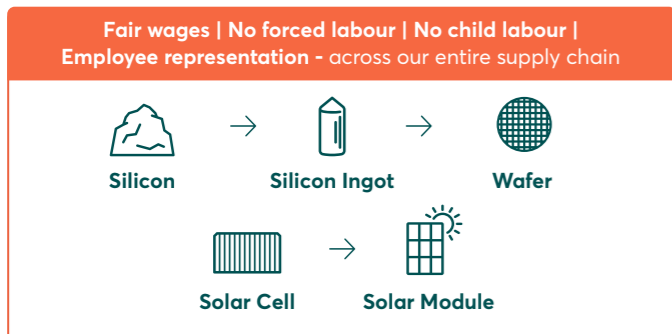 Fair wages | No forced labour | No child labour |
Employee representation - across our entire supply chain
Silicon
Silicon Ingot
Wafer
Solar Cell
Solar Module